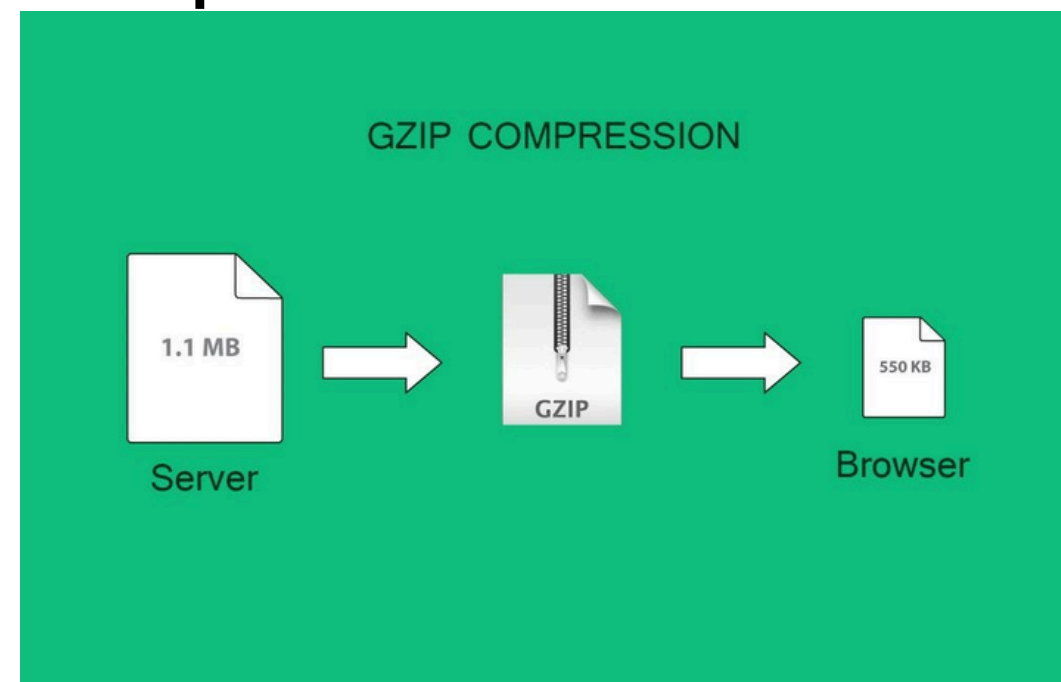 GZIP COMPRESSION
1.1 MB
GZIP
550 KB
Server
Browser